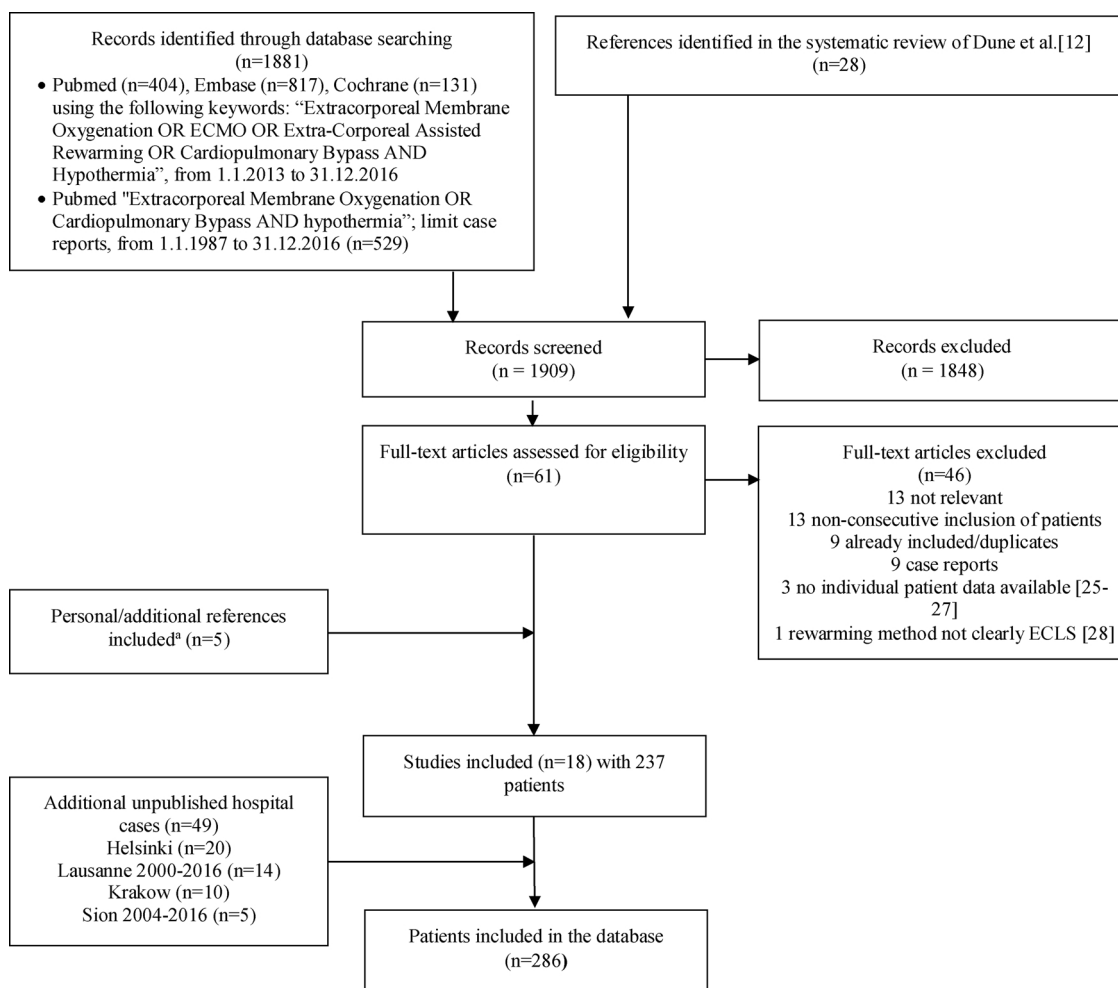 Records identified through database searching
(n=1881)
• Pubmed (n=404), Embase (n=817), Cochrane (n=131)
using the following keywords: “Extracorporeal Membrane
Oxygenation OR ECMO OR Extra-Corporeal Assisted
Rewarming OR Cardiopulmonary Bypass AND
Hypothermia”, from 1.1.2013 to 31.12.2016
• Pubmed "Extracorporeal Membrane Oxygenation OR
Cardiopulmonary Bypass AND hypothermia”; limit case
reports, from 1.1.1987 to 31.12.2016 (n=529)
References identified in the systematic review of Dune et al.[12]
(n=28)
Records screened
(n = 1909)
Records excluded
(n = 1848)
Full-text articles assessed for eligibility
(n=61)
Full-text articles excluded
(n=46)
13 not relevant
13 non-consecutive inclusion of patients
9 already included/duplicates
9 case reports
3 no individual patient data available [25-
27]
1 rewarming method not clearly ECLS [28]
Personal/additional references
includedª (n=5)
Studies included (n=18) with 237
patients
Additional unpublished hospital
cases (n=49)
Helsinki (n=20)
Lausanne 2000-2016 (n=14)
Krakow (n=10)
Sion 2004-2016 (n=5)
Patients included in the database
(n=286)